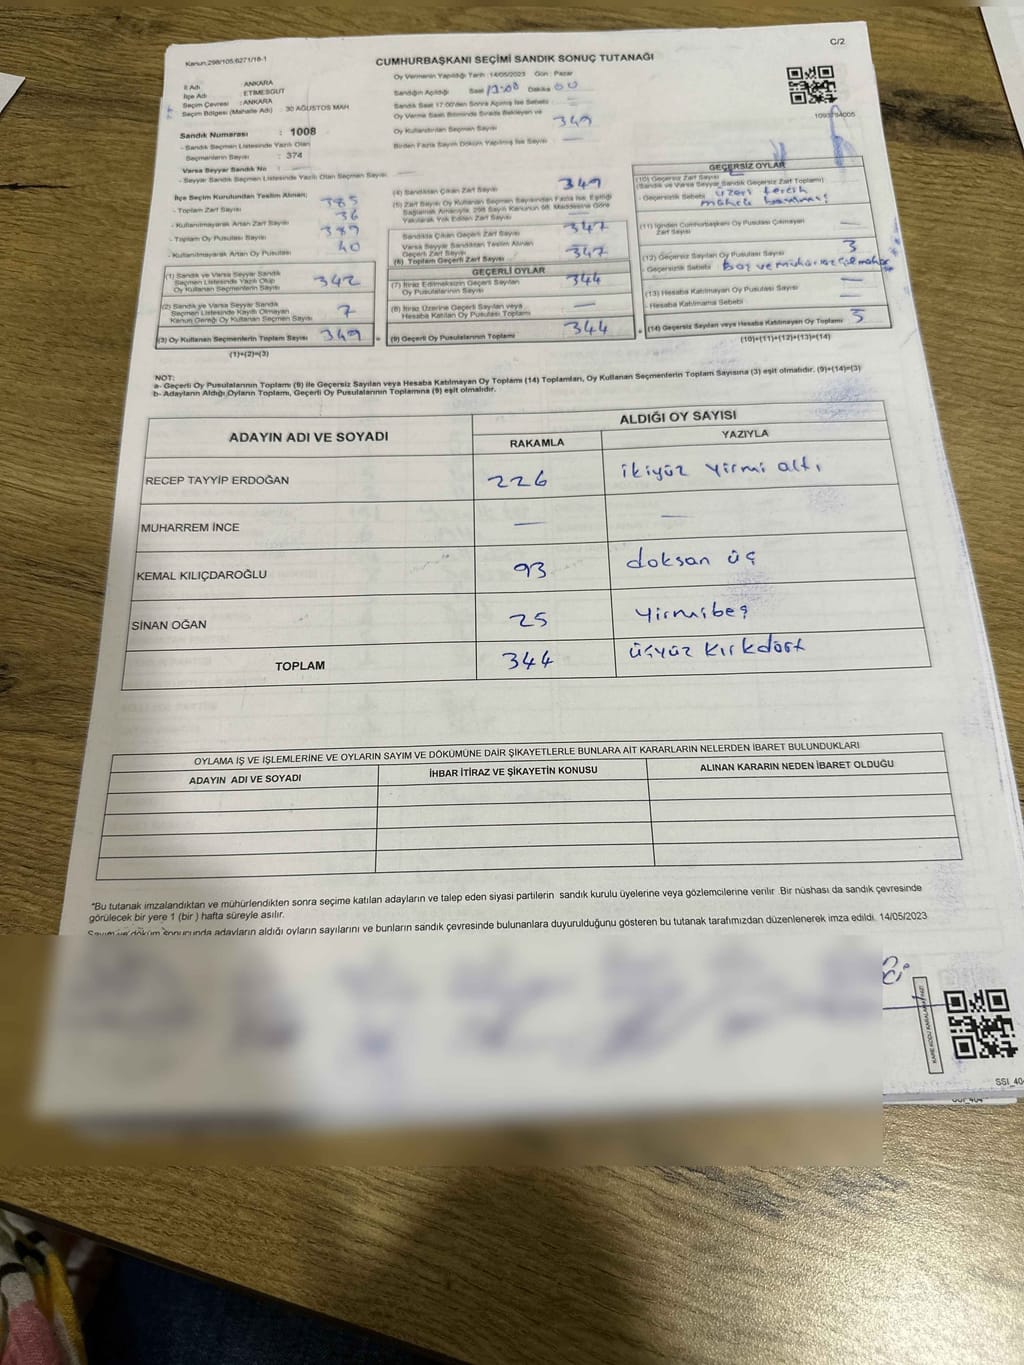 C/2
Kanun:298/105;6271/18-1
CUMHURBAŞKANI SEÇİMİ SANDIK SONUÇ TUTANAĞI
İl Adı : ANKARA
İlçe Adı : ETİMESGUT
Seçim Çevresi : ANKARA
Seçim Bölgesi (Mahalle Adı) 30 AĞUSTOS MAH
Sandık Numarası : 1008
- Sandık Seçmen Listesinde Yazılı Olan
Seçmenlerin Sayısı : 374
Varsa Seyyar Sandık No
- Seyyar Sandık Seçmen Listesinde Yazılı Olan Seçmen Sayısı
Oy Vermenin Yapıldığı Tarih :14/05/2023 Gün : Pazar
Sandığın Açıldığı Saat 17:00 Dakika 00
Sandık Saat 17:00'den Sonra Açılmış İse Sebebi
Oy Verme Saati Bitiminde Sırada Bekleyen ve
Oy Kullandırılan Seçmen Sayısı 349
Birden Fazla Sayım Döküm Yapılmış İse Sayısı
1093794005
İlçe Seçim Kurulundan Teslim Alınan;
- Toplam Zarf Sayısı 385
- Kullanılmayarak Artan Zarf Sayısı 36
- Toplam Oy Pusulası Sayısı 389
- Kullanılmayarak Artan Oy Pusulası 40
(1) Sandık ve Varsa Seyyar Sandık
Seçmen Listesinde Yazılı Olup
Oy Kullanan Seçmenlerin Sayısı 342
(2) Sandık ve Varsa Seyyar Sandık
Seçmen Listesinde Kayıtlı Olmayan
Kanun Gereği Oy Kullanan Seçmen Sayısı 7
(3) Oy Kullanan Seçmenlerin Toplam Sayısı 349
(1)+(2)=(3)
(4) Sandıktan Çıkan Zarf Sayısı 349
(5) Zarf Sayısı Oy Kullanan Seçmen Sayısından Fazla İse, Eşitliği
Sağlamak Amacıyla, 298 Sayılı Kanunun 98. Maddesine Göre
Yakılarak Yok Edilen Zarf Sayısı
Sandıkta Çıkan Geçerli Zarf Sayısı 347
Varsa Seyyar Sandıktan Teslim Alınan
Geçerli Zarf Sayısı
(6) Toplam Geçerli Zarf Sayısı 347
GEÇERLİ OYLAR
(7) İtiraz Edilmeksizin Geçerli Sayılan
Oy Pusulalarının Sayısı 344
(8) İtiraz Üzerine Geçerli Sayılan veya
Hesaba Katılan Oy Pusulası Toplamı
(9) Geçerli Oy Pusulalarının Toplamı 344
GEÇERSİZ OYLAR
(10) Geçersiz Zarf Sayısı
(Sandık ve Varsa Seyyar Sandık Geçersiz Zarf Toplamı)
- Geçersizlik Sebebi üzeri tercih
(11) İçinden Cumhurbaşkanı Oy Pusulası Çıkmayan
Zarf Sayısı
(12) Geçersiz Sayılan Oy Pusulası Sayısı 3
- Geçersizlik Sebebi
(13) Hesaba Katılmayan Oy Pusulası Sayısı
- Hesaba Katılmama Sebebi
(14) Geçersiz Sayılan veya Hesaba Katılmayan Oy Toplamı 5
(10)+(11)+(12)+(13)=(14)
NOT:
a- Geçerli Oy Pusulalarının Toplamı (9) ile Geçersiz Sayılan veya Hesaba Katılmayan Oy Toplamı (14) Toplamları, Oy Kullanan Seçmenlerin Toplam Sayısına (3) eşit olmalıdır. (9)+(14)=(3)
b- Adayların Aldığı Oyların Toplamı, Geçerli Oy Pusulalarının Toplamına (9) eşit olmalıdır.
ADAYIN ADI VE SOYADI
ALDIĞI OY SAYISI
RAKAMLA YAZIYLA
RECEP TAYYİP ERDOĞAN 226 ikiyüz yirmi altı
MUHARREM İNCE — —
KEMAL KILIÇDAROĞLU 93 doksan üç
SİNAN OĞAN 25 yirmibeş
TOPLAM 344 üçyüz kırkdört
OYLAMA İŞ VE İŞLEMLERİNE VE OYLARIN SAYIM VE DÖKÜMÜNE DAİR ŞİKAYETLERLE BUNLARA AİT KARARLARIN NELERDEN İBARET BULUNDUKLARI
ADAYIN ADI VE SOYADI İHBAR İTİRAZ VE ŞİKAYETİN KONUSU ALINAN KARARIN NEDEN İBARET OLDUĞU
*Bu tutanak imzalandıktan ve mühürlendikten sonra seçime katılan adayların ve talep eden siyasi partilerin sandık kurulu üyelerine veya gözlemcilerine verilir .Bir nüshası da sandık çevresinde
görülecek bir yere 1 (bir ) hafta süreyle asılır.
Sayım ve döküm sonucunda adayların aldığı oyların sayılarını ve bunların sandık çevresinde bulunanlara duyurulduğunu gösteren bu tutanak tarafımızdan düzenlenerek imza edildi. 14/05/2023